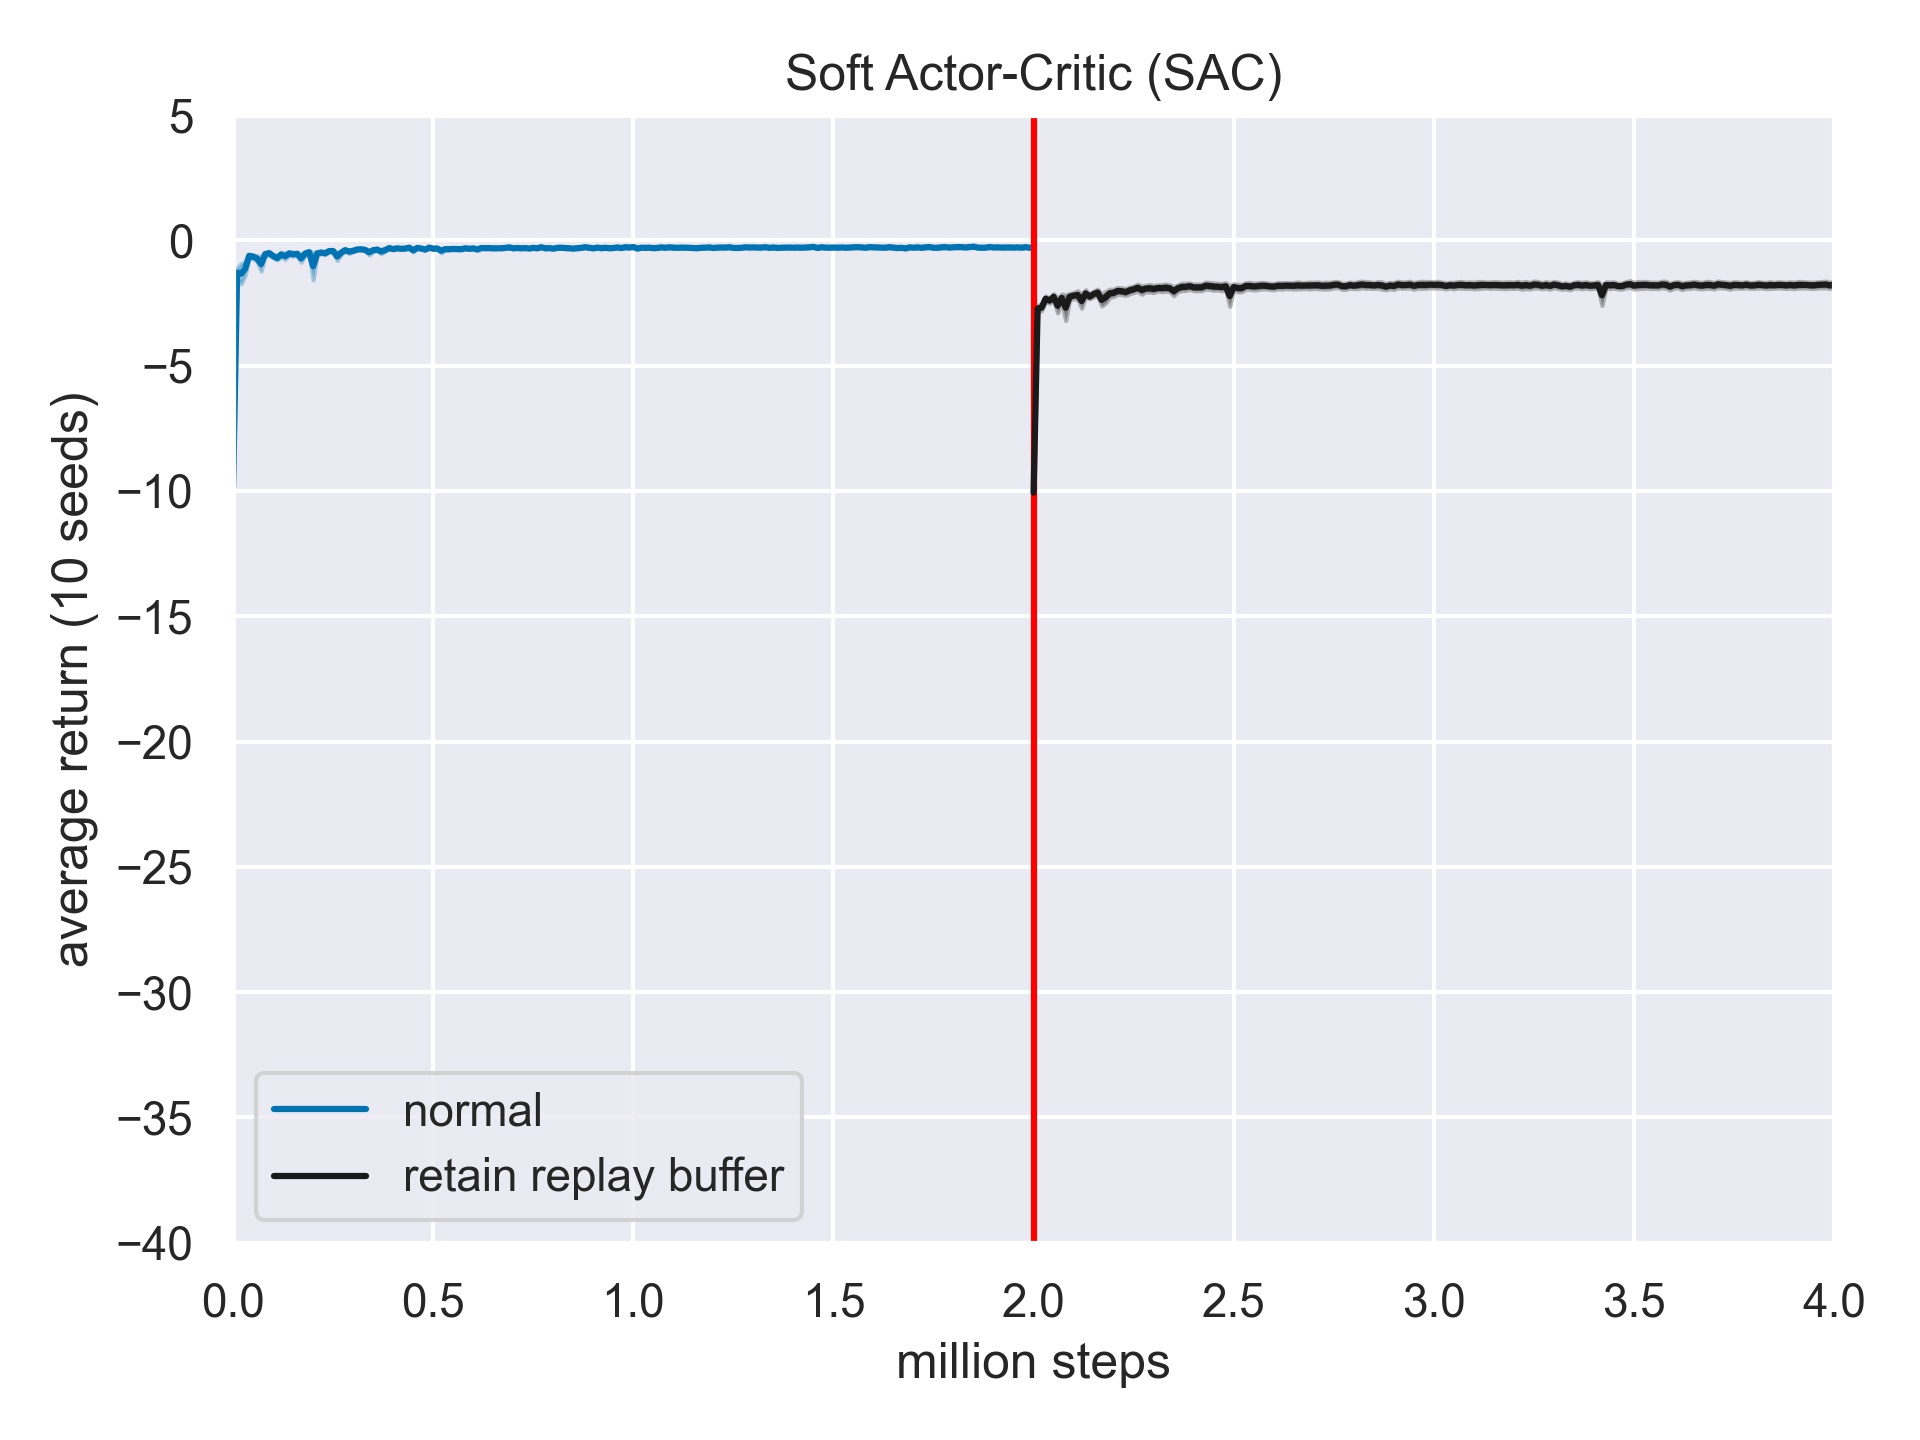 Soft Actor-Critic (SAC)
5
0
−5
−10
−15
−20
−25
−30
−35
−40
average return (10 seeds)
normal
retain replay buffer
0.0 0.5 1.0 1.5 2.0 2.5 3.0 3.5 4.0
million steps